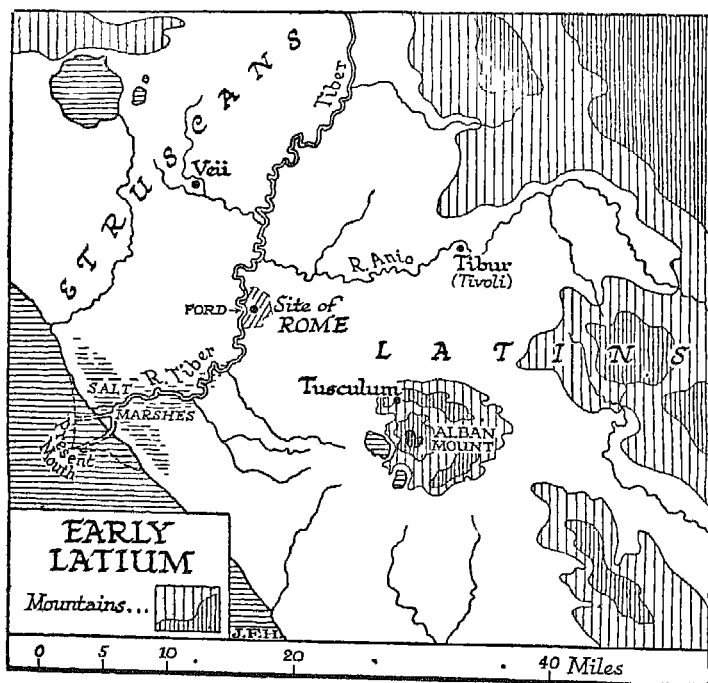 ETRUSCANS
Tiber
Veii
R. Anio
Tibur
(Tivoli)
FORD
Site of
ROME
LATINS
R. Tiber
SALT
MARSHES
Tusculum
ALBAN
MOUNT
Present
Mouth
EARLY
LATIUM
Mountains...
J.F.H.
0 5 10 20 40 Miles